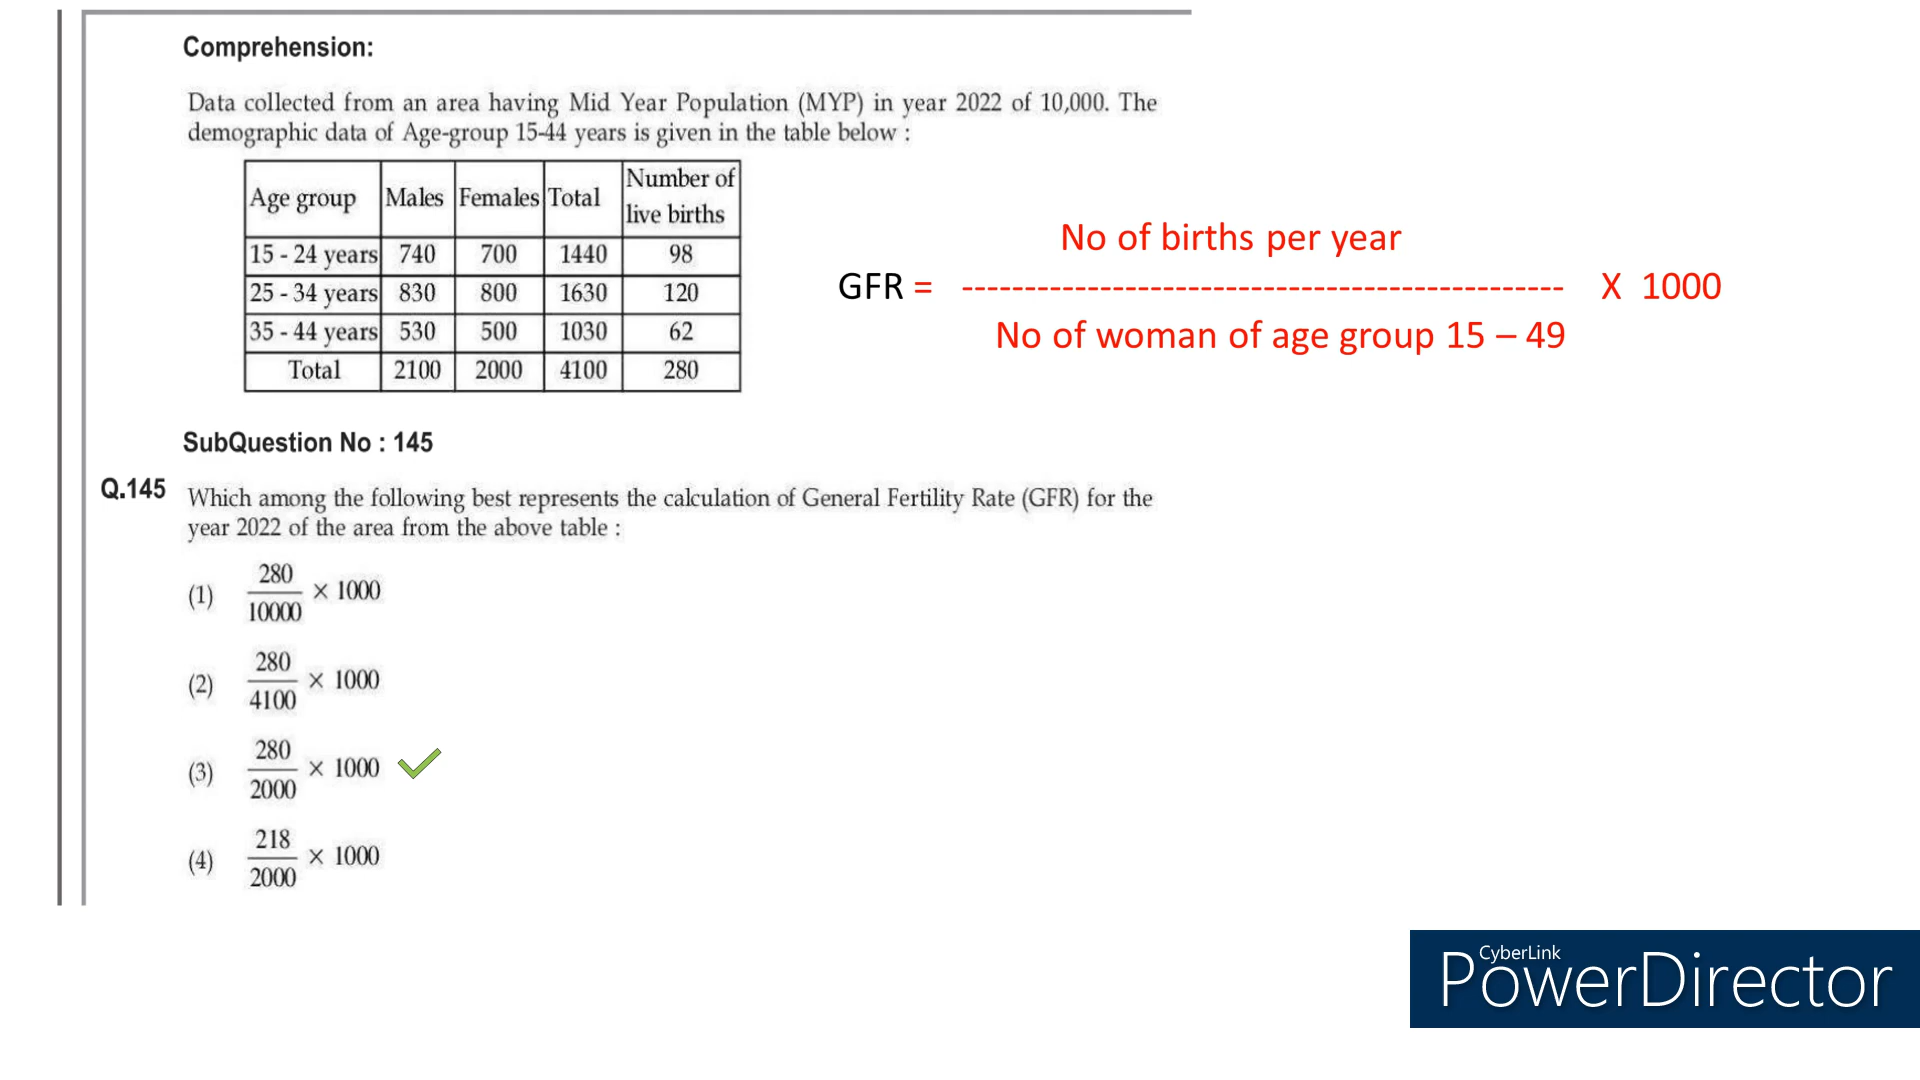 Comprehension:
Data collected from an area having Mid Year Population (MYP) in year 2022 of 10,000. The
demographic data of Age-group 15-44 years is given in the table below :
Age group Males Females Total Number of live births
15 - 24 years 740 700 1440 98
25 - 34 years 830 800 1630 120
35 - 44 years 530 500 1030 62
Total 2100 2000 4100 280
No of births per year
GFR = ------------------------------------------------ X 1000
No of woman of age group 15 – 49
SubQuestion No : 145
Q.145 Which among the following best represents the calculation of General Fertility Rate (GFR) for the
year 2022 of the area from the above table :
(1) 280/10000 × 1000
(2) 280/4100 × 1000
(3) 280/2000 × 1000
(4) 218/2000 × 1000
CyberLink
PowerDirector